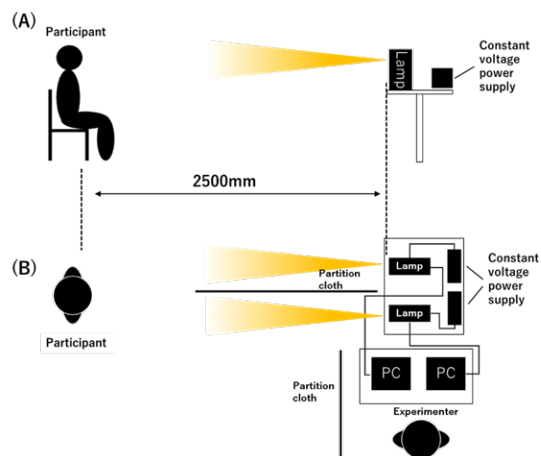 (A)
Participant
Lamp
Constant
voltage
power
supply
2500mm
(B)
Participant
Lamp
Partition
cloth
Lamp
Constant
voltage
power
supply
PC
PC
Partition
cloth
Experimenter